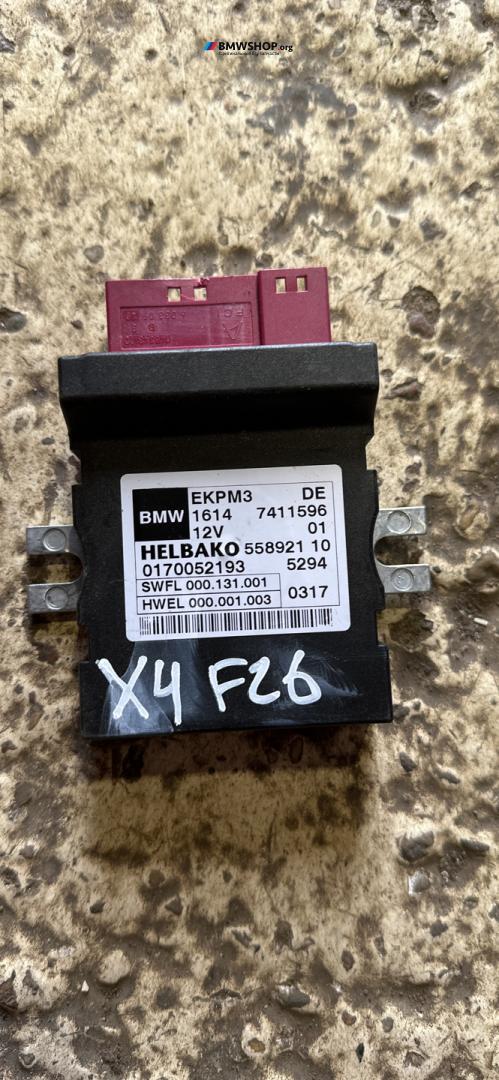 BMWSHOP.org
EKPM3 DE
BMW 1614 7411596
12V 01
HELBAKO 558921 10
0170052193 5294
SWFL 000.131.001
HWEL 000.001.003 0317
X4 F26